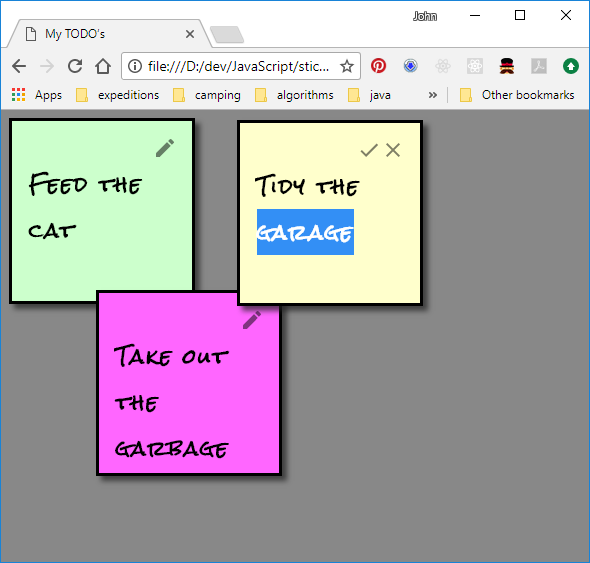 John
My TODO's
file:///D:/dev/JavaScript/stic...
Apps expeditions camping algorithms java » Other bookmarks
Feed the
cat
Tidy the
garage
Take out
the
garbage